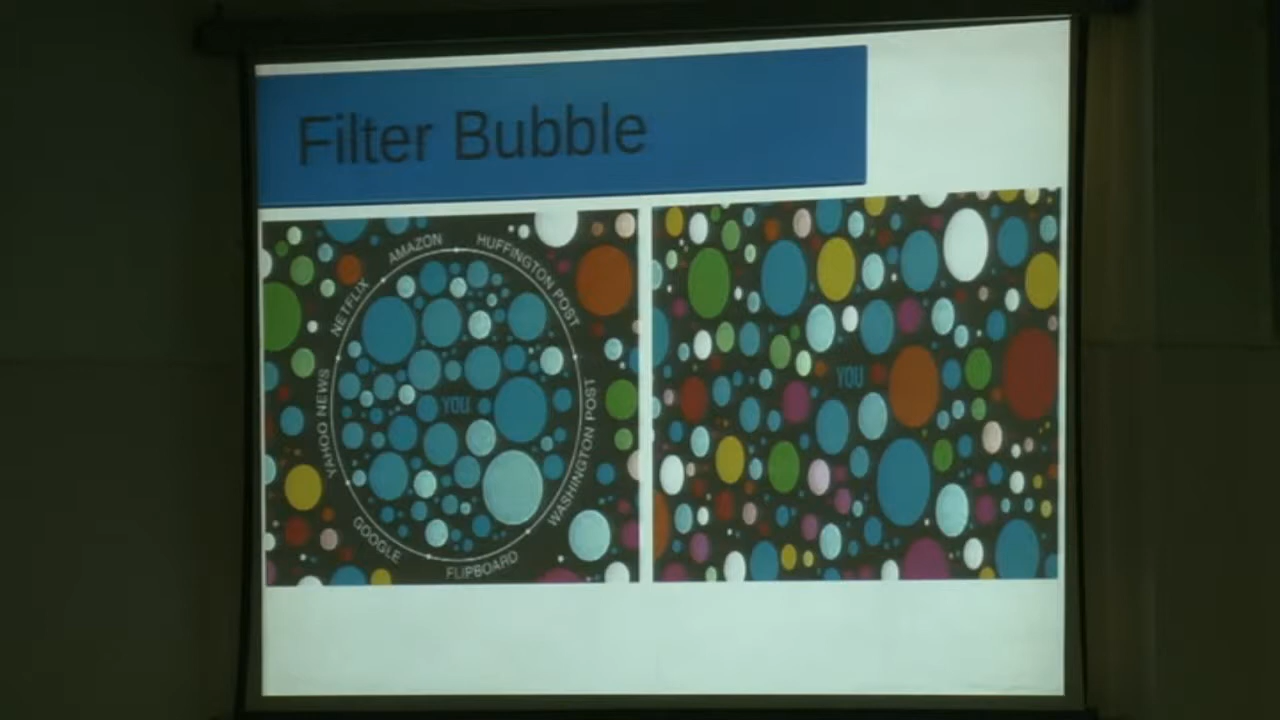 Filter Bubble
AMAZON
HUFFINGTON POST
NETFLIX
YAHOO NEWS
YOU
WASHINGTON POST
GOOGLE
FLIPBOARD
YOU